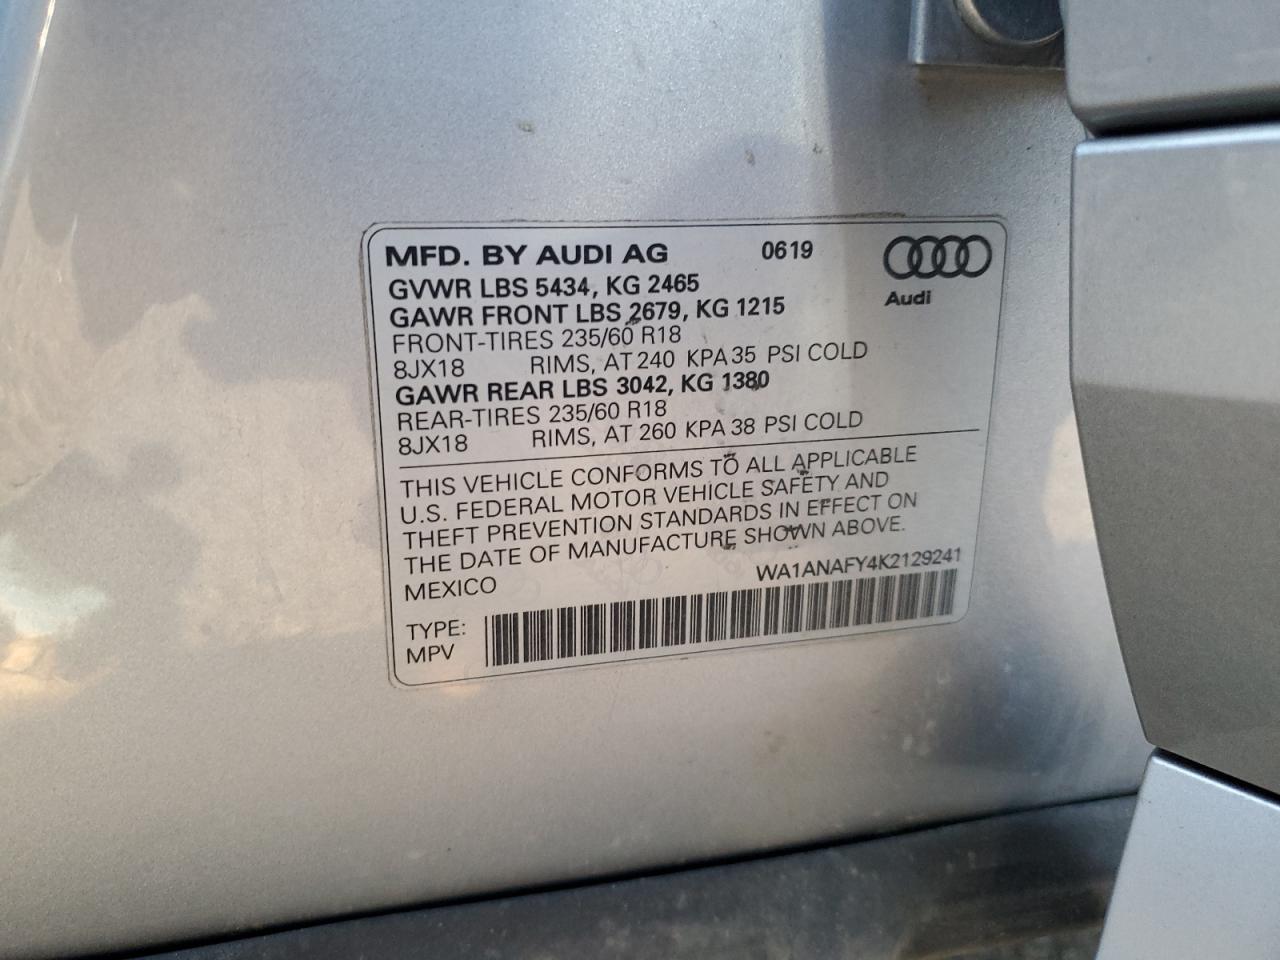 MFD. BY AUDI AG 0619
Audi
GVWR LBS 5434, KG 2465
GAWR FRONT LBS 2679, KG 1215
FRONT-TIRES 235/60 R18
8JX18 RIMS, AT 240 KPA 35 PSI COLD
GAWR REAR LBS 3042, KG 1380
REAR-TIRES 235/60 R18
8JX18 RIMS, AT 260 KPA 38 PSI COLD
THIS VEHICLE CONFORMS TO ALL APPLICABLE
U.S. FEDERAL MOTOR VEHICLE SAFETY AND
THEFT PREVENTION STANDARDS IN EFFECT ON
THE DATE OF MANUFACTURE SHOWN ABOVE.
MEXICO WA1ANAFY4K2129241
TYPE:
MPV